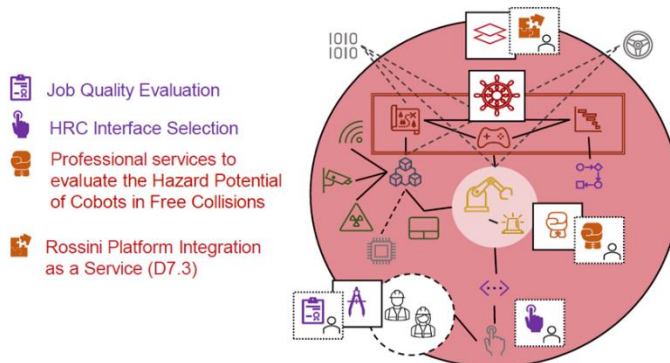 0101
1010
Job Quality Evaluation
HRC Interface Selection
Professional services to
evaluate the Hazard Potential
of Cobots in Free Collisions
Rossini Platform Integration
as a Service (D7.3)